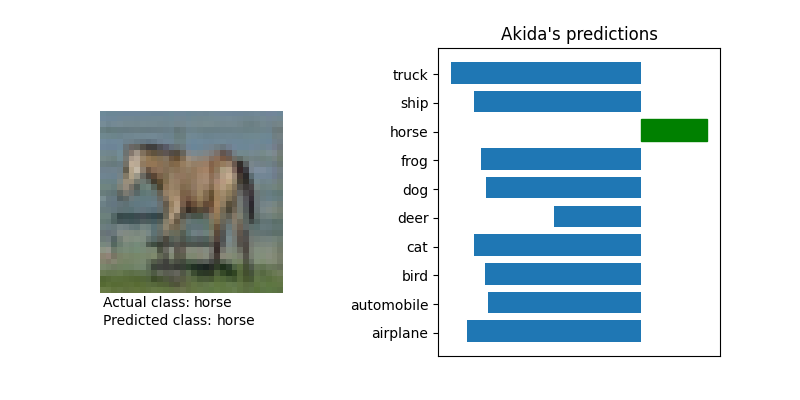 Akida's predictions
truck
ship
horse
frog
dog
deer
cat
bird
automobile
airplane
Actual class: horse
Predicted class: horse